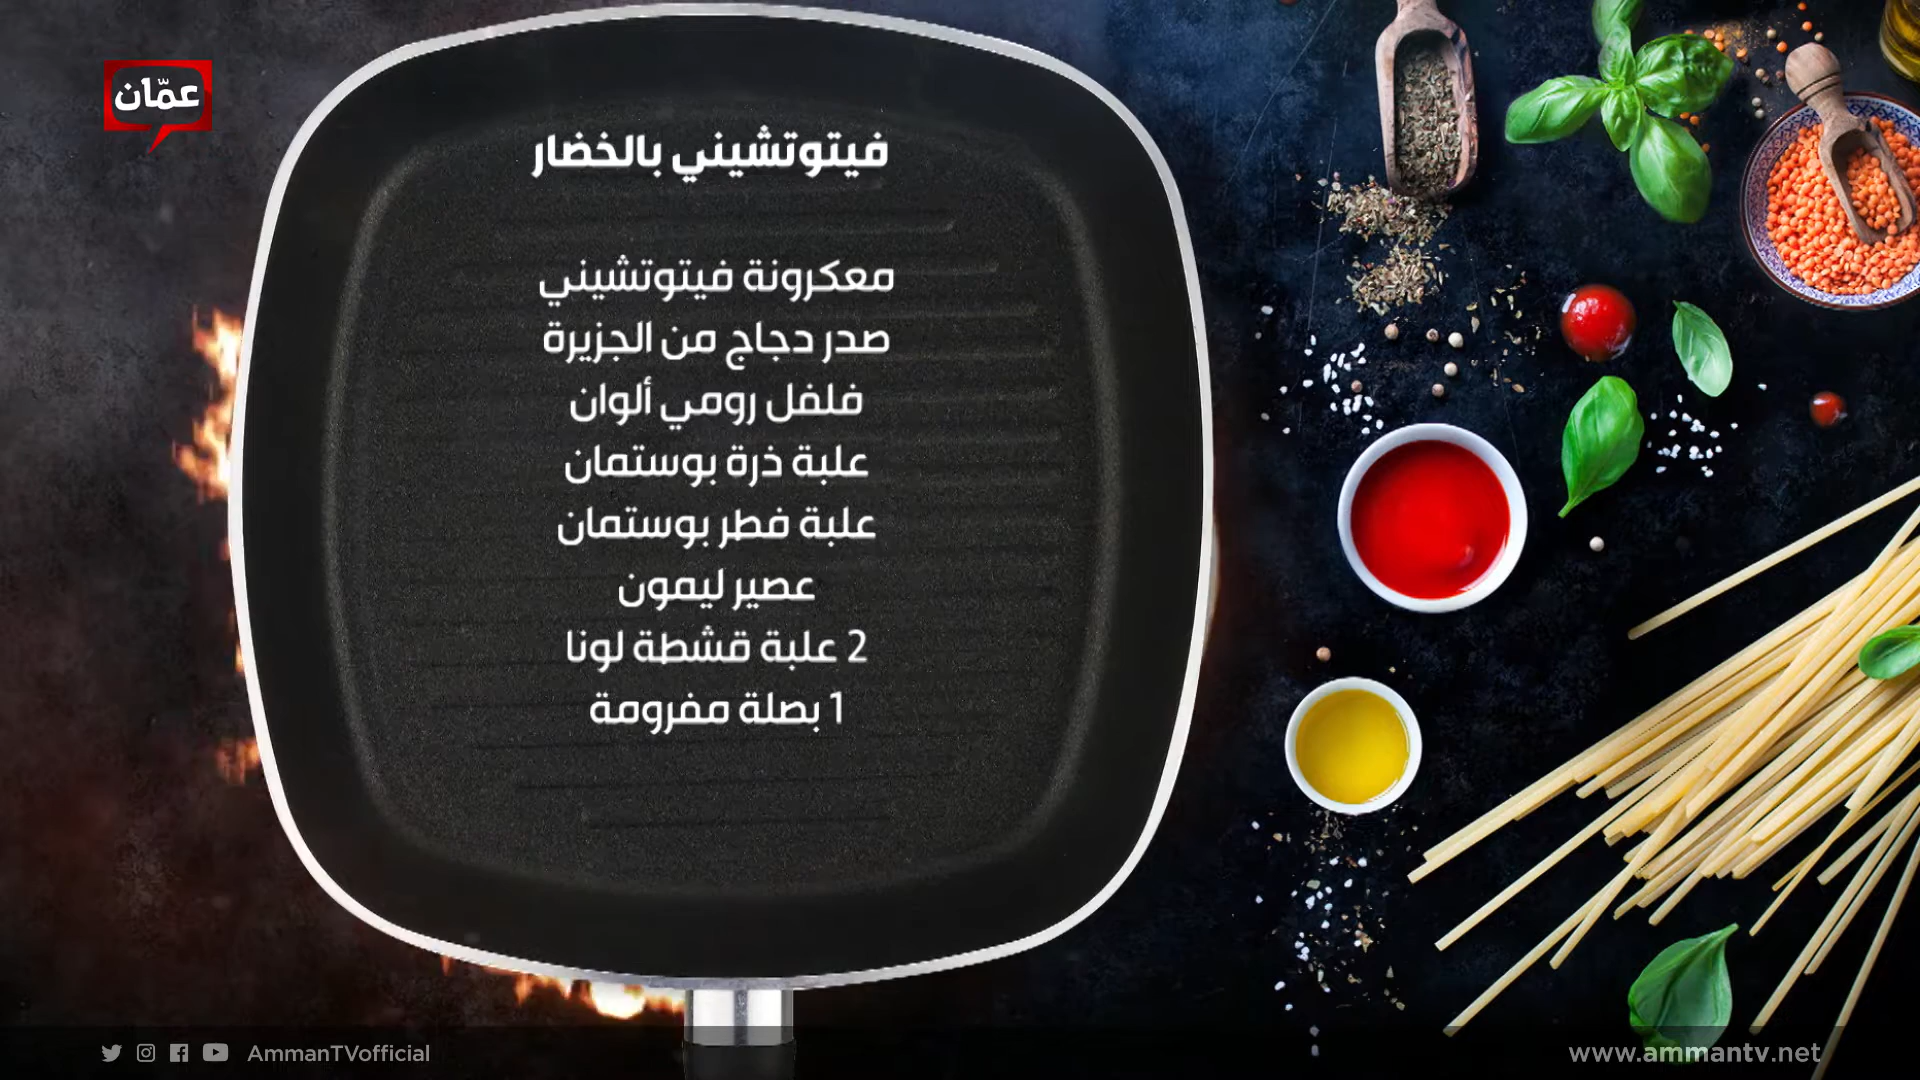 عمّان
فيتوتشيني بالخضار
معكرونة فيتوتشيني
صدر دجاج من الجزيرة
فلفل رومي ألوان
علبة ذرة بوستمان
علبة فطر بوستمان
عصير ليمون
2 علبة قشطة لونا
1 بصلة مفرومة
AmmanTVofficial
www.ammantv.net